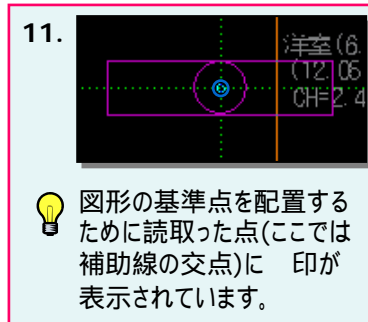 11.
洋室(6.
(12.05
CH=2.4
図形の基準点を配置する
ために読取った点(ここでは
補助線の交点)に　印が
表示されています。